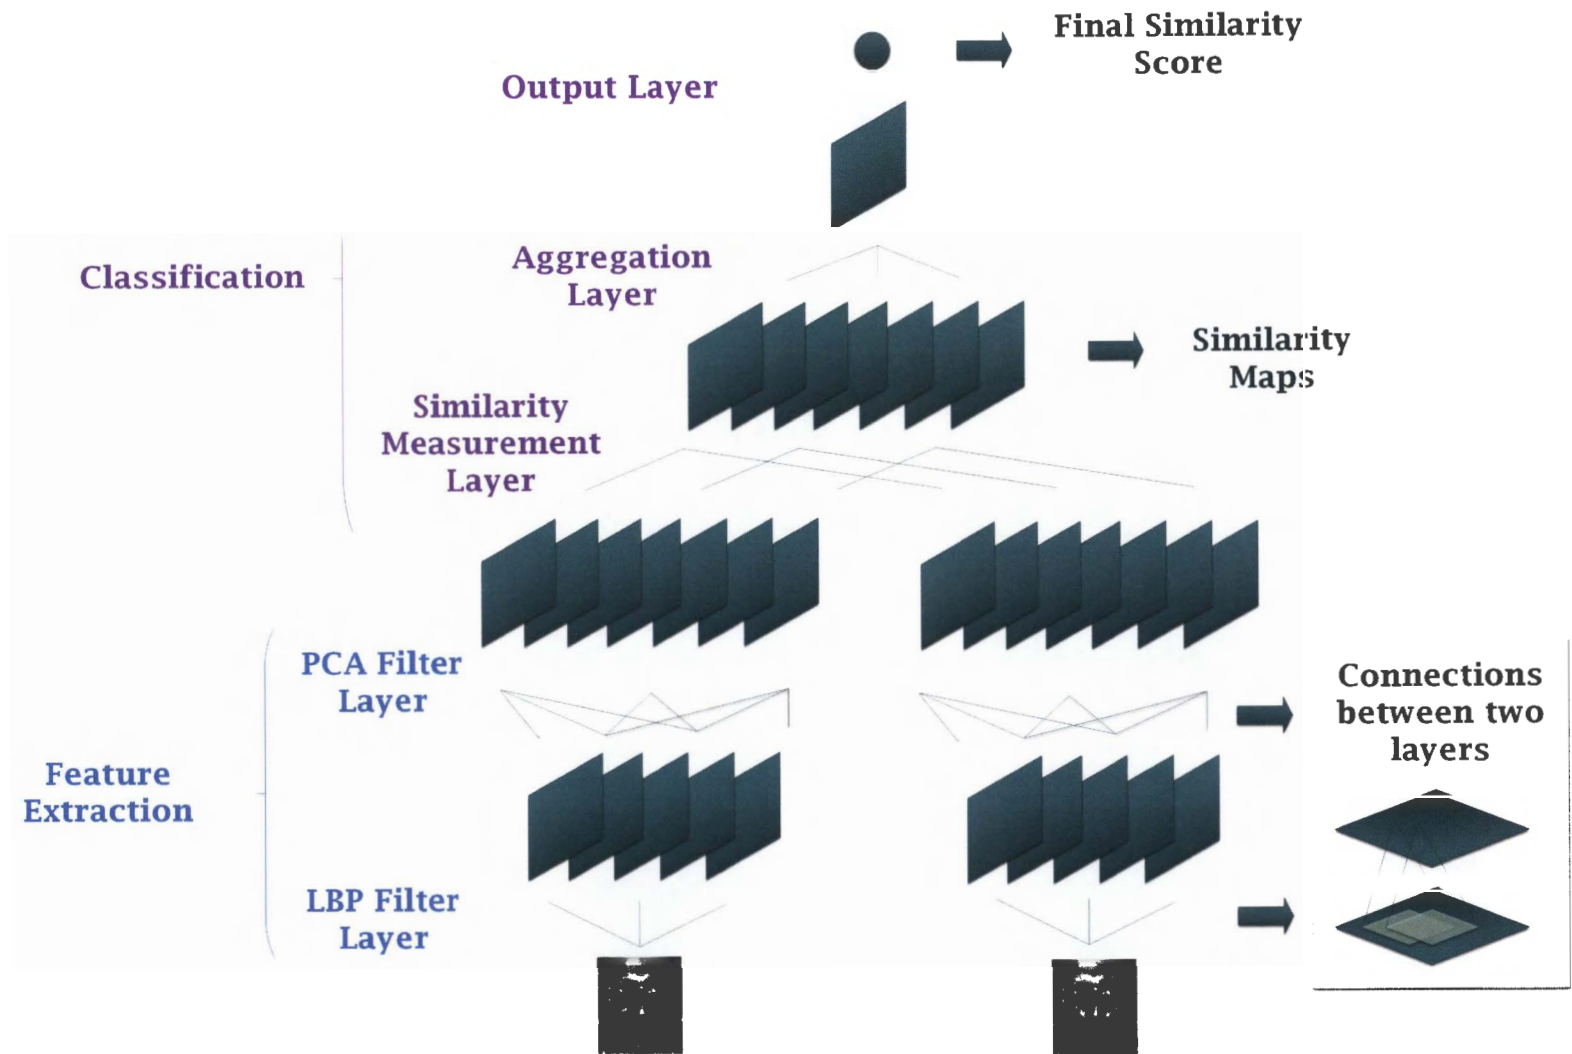 Final Similarity
Score
Output Layer
Classification
Aggregation
Layer
Similarity
Maps
Similarity
Measurement
Layer
PCA Filter
Layer
Connections
between two
layers
Feature
Extraction
LBP Filter
Layer